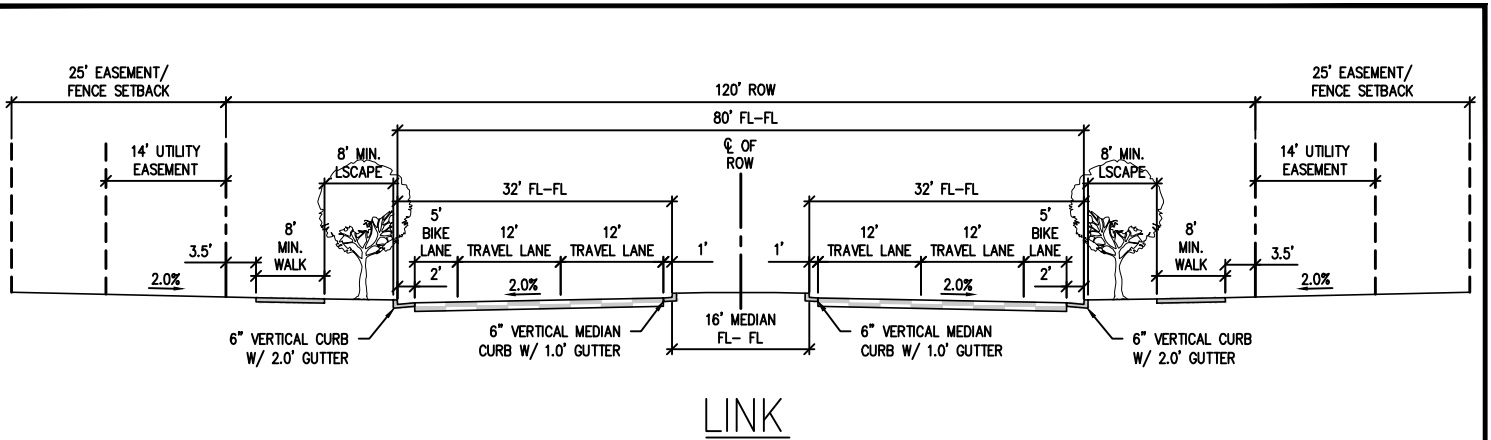 25' EASEMENT/
FENCE SETBACK
120' ROW
25' EASEMENT/
FENCE SETBACK
80' FL-FL
14' UTILITY
EASEMENT
8' MIN.
LSCAPE
℄ OF
ROW
8' MIN.
LSCAPE
14' UTILITY
EASEMENT
32' FL-FL
32' FL-FL
3.5'
8'
MIN.
WALK
5'
BIKE
LANE
12'
TRAVEL LANE
12'
TRAVEL LANE
1'
1'
12'
TRAVEL LANE
12'
TRAVEL LANE
5'
BIKE
LANE
8'
MIN.
WALK
3.5'
2.0%
2'
2.0%
2.0%
2'
2.0%
6" VERTICAL CURB
W/ 2.0' GUTTER
6" VERTICAL MEDIAN
CURB W/ 1.0' GUTTER
16' MEDIAN
FL- FL
6" VERTICAL MEDIAN
CURB W/ 1.0' GUTTER
6" VERTICAL CURB
W/ 2.0' GUTTER
LINK